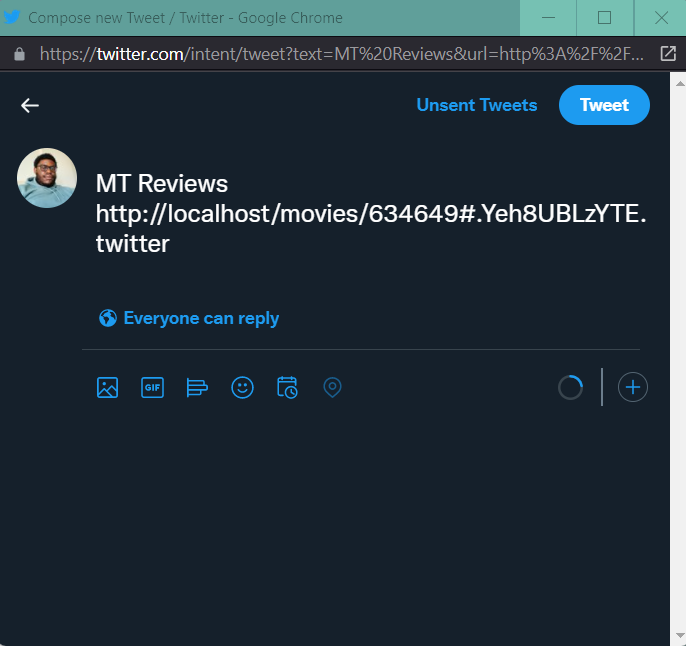 Compose new Tweet / Twitter - Google Chrome
https://twitter.com/intent/tweet?text=MT%20Reviews&url=http%3A%2F%2F...
Unsent Tweets
Tweet
MT Reviews
http://localhost/movies/634649#.Yeh8UBLzYTE.
twitter
Everyone can reply
GIF